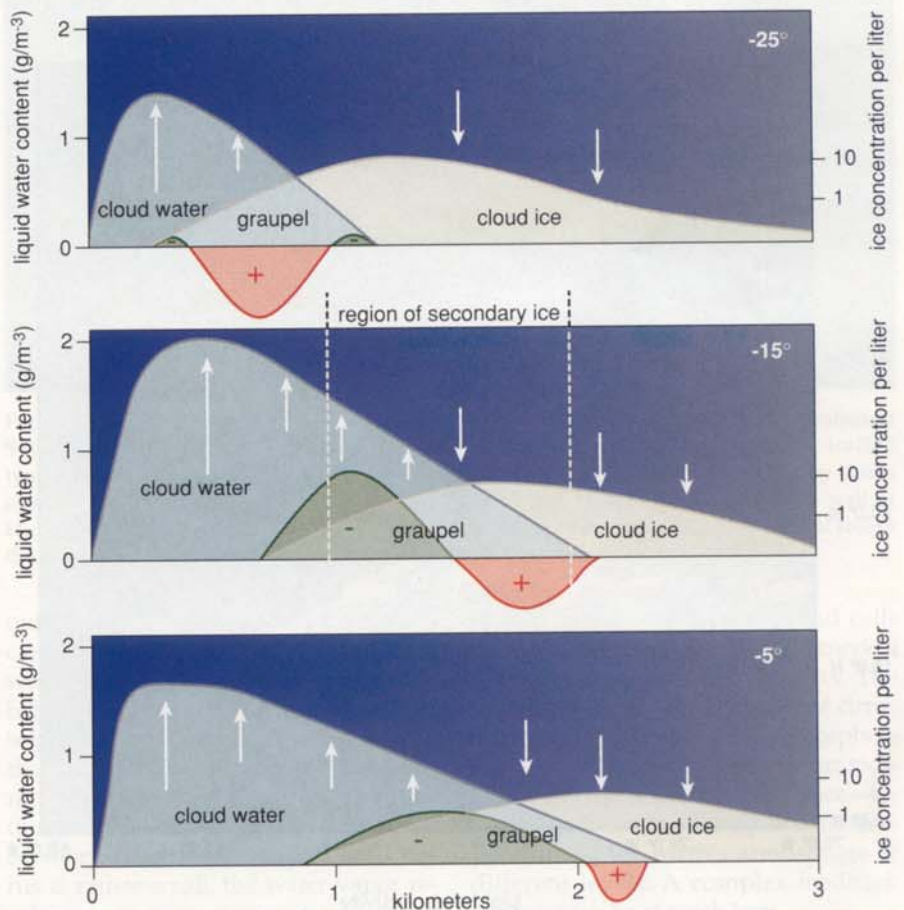 liquid water content (g/m-3)
2
1
0
-25°
cloud water
graupel
cloud ice
-
+
-
10
1
ice concentration per liter
region of secondary ice
liquid water content (g/m-3)
2
1
0
-15°
cloud water
-
graupel
cloud ice
+
10
1
ice concentration per liter
liquid water content (g/m-3)
2
1
0
-5°
cloud water
-
graupel
cloud ice
+
10
1
ice concentration per liter
0
1
2
3
kilometers